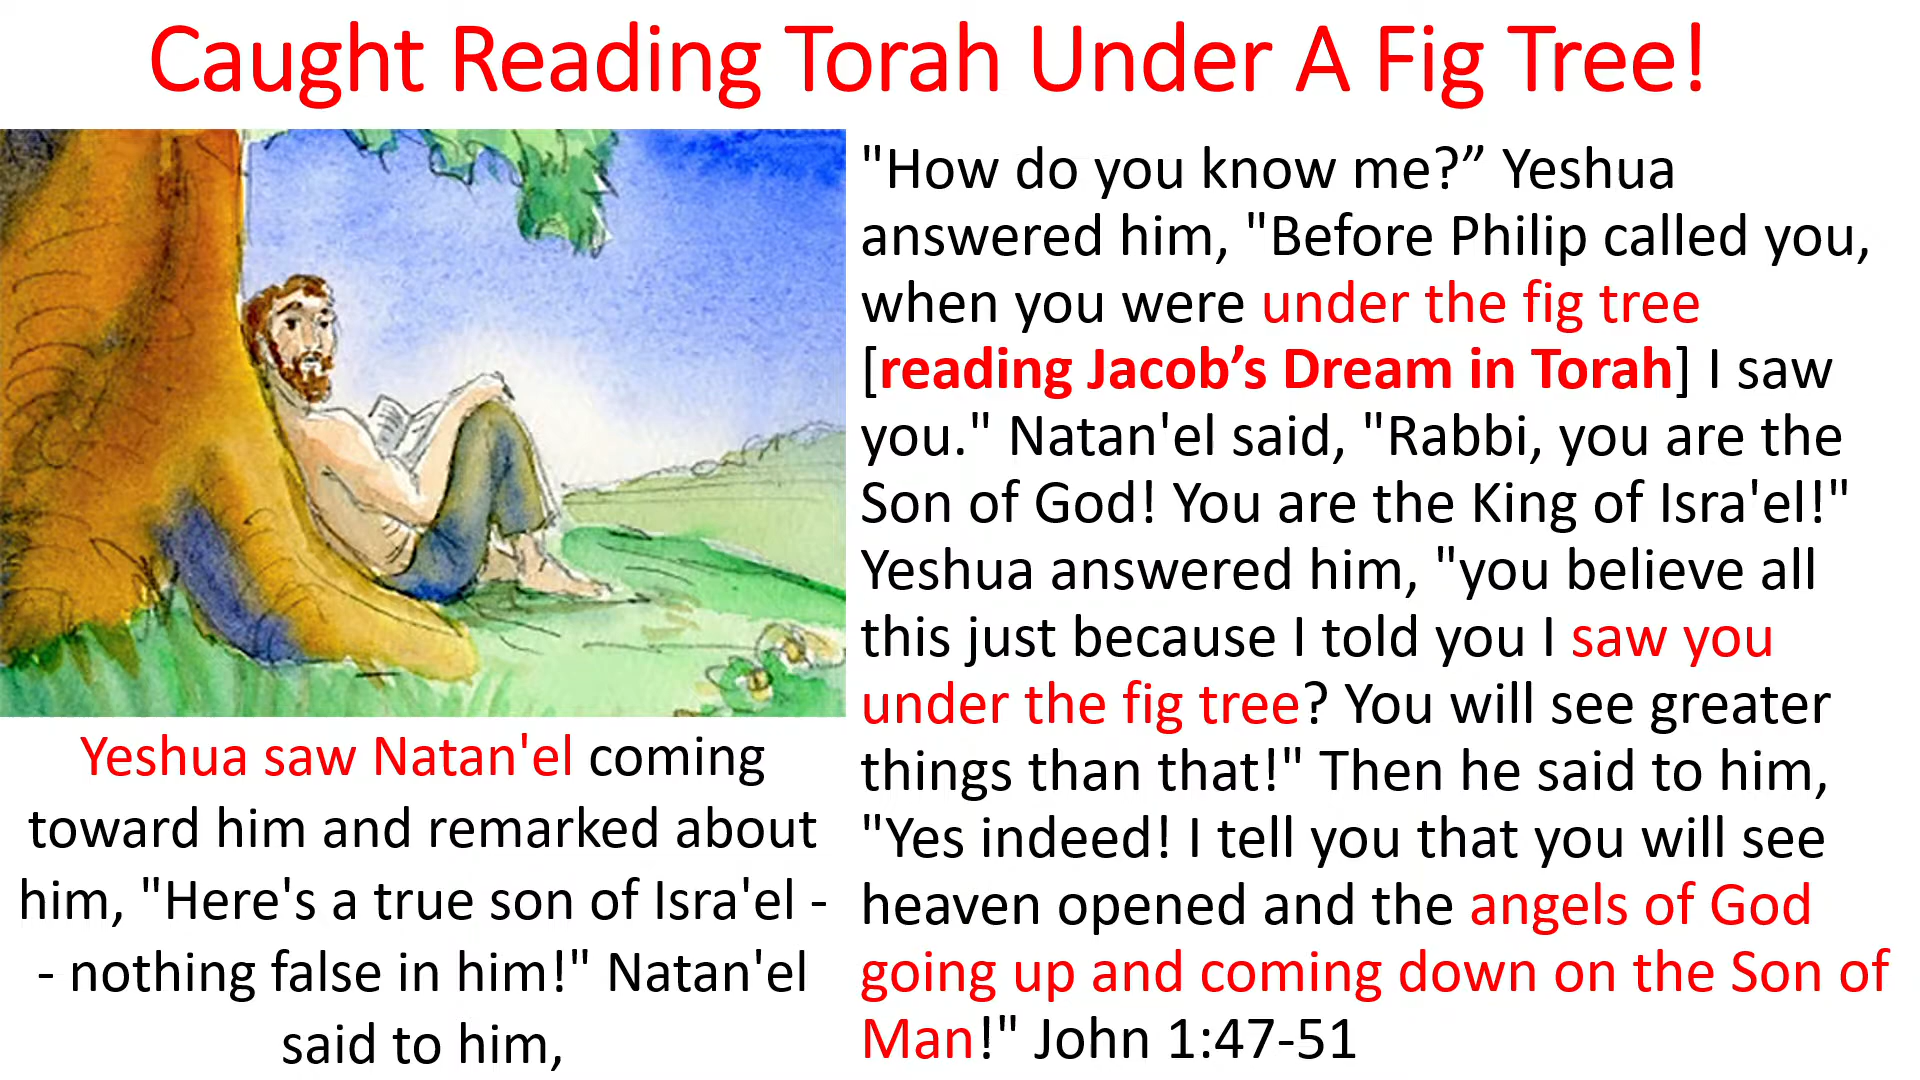 Caught Reading Torah Under A Fig Tree!
Yeshua saw Natan'el coming
toward him and remarked about
him, "Here's a true son of Isra'el -
- nothing false in him!" Natan'el
said to him,
"How do you know me?” Yeshua
answered him, "Before Philip called you,
when you were under the fig tree
[reading Jacob’s Dream in Torah] I saw
you." Natan'el said, "Rabbi, you are the
Son of God! You are the King of Isra'el!"
Yeshua answered him, "you believe all
this just because I told you I saw you
under the fig tree? You will see greater
things than that!" Then he said to him,
"Yes indeed! I tell you that you will see
heaven opened and the angels of God
going up and coming down on the Son of
Man!" John 1:47-51